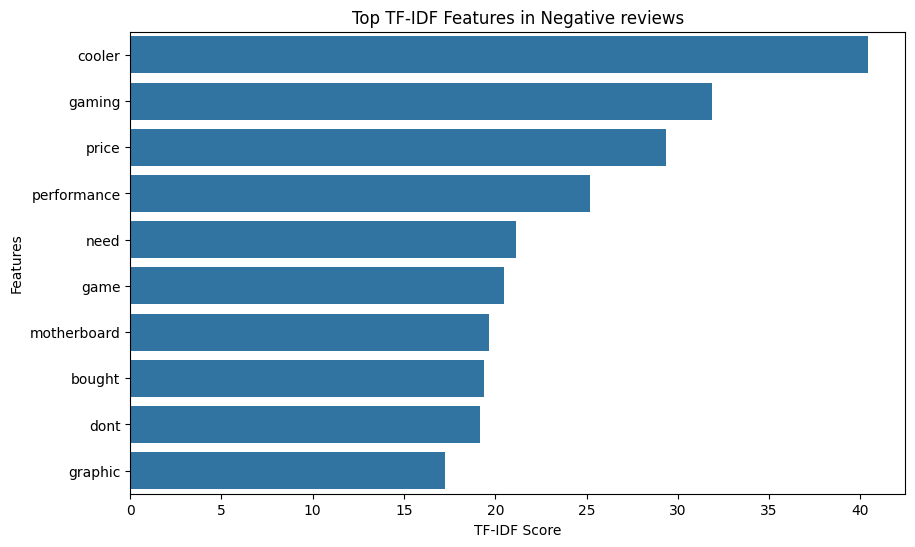 Top TF-IDF Features in Negative reviews
Features
cooler
gaming
price
performance
need
game
motherboard
bought
dont
graphic
0 5 10 15 20 25 30 35 40
TF-IDF Score